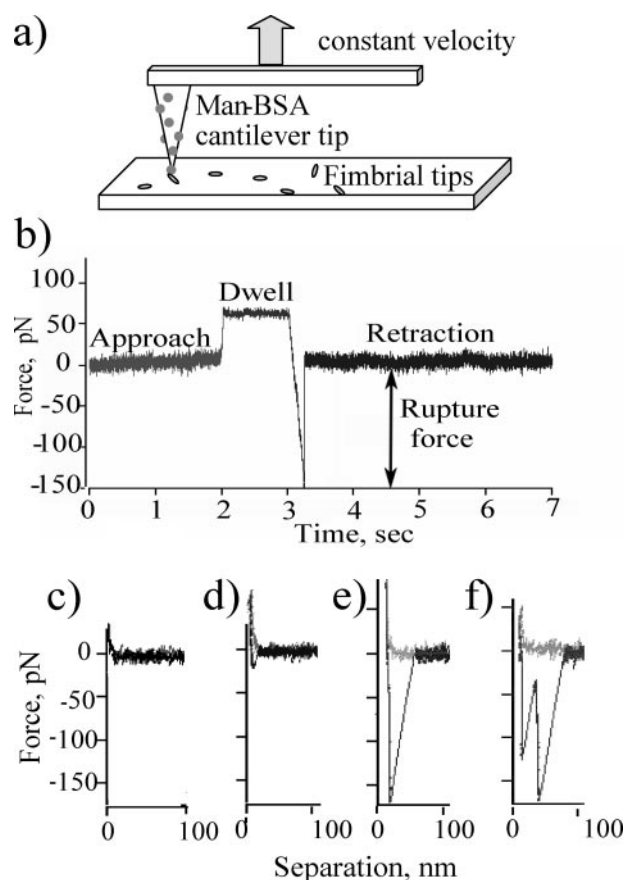 a)
constant velocity
Man-BSA
cantilever tip
Fimbrial tips
b)
Force, pN
100
50
0
-50
-100
-150
Approach
Dwell
Retraction
Rupture
force
0 1 2 3 4 5 6 7
Time, sec
c) d) e) f)
Force, pN
0
-50
-100
-150
0 100 0 100 0 100 0 100
Separation, nm